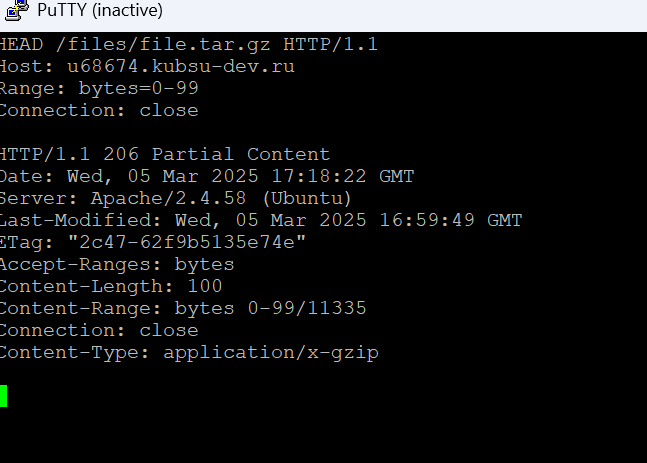 PuTTY (inactive)
HEAD /files/file.tar.gz HTTP/1.1
Host: u68674.kubsu-dev.ru
Range: bytes=0-99
Connection: close
HTTP/1.1 206 Partial Content
Date: Wed, 05 Mar 2025 17:18:22 GMT
Server: Apache/2.4.58 (Ubuntu)
Last-Modified: Wed, 05 Mar 2025 16:59:49 GMT
ETag: "2c47-62f9b5135e74e"
Accept-Ranges: bytes
Content-Length: 100
Content-Range: bytes 0-99/11335
Connection: close
Content-Type: application/x-gzip